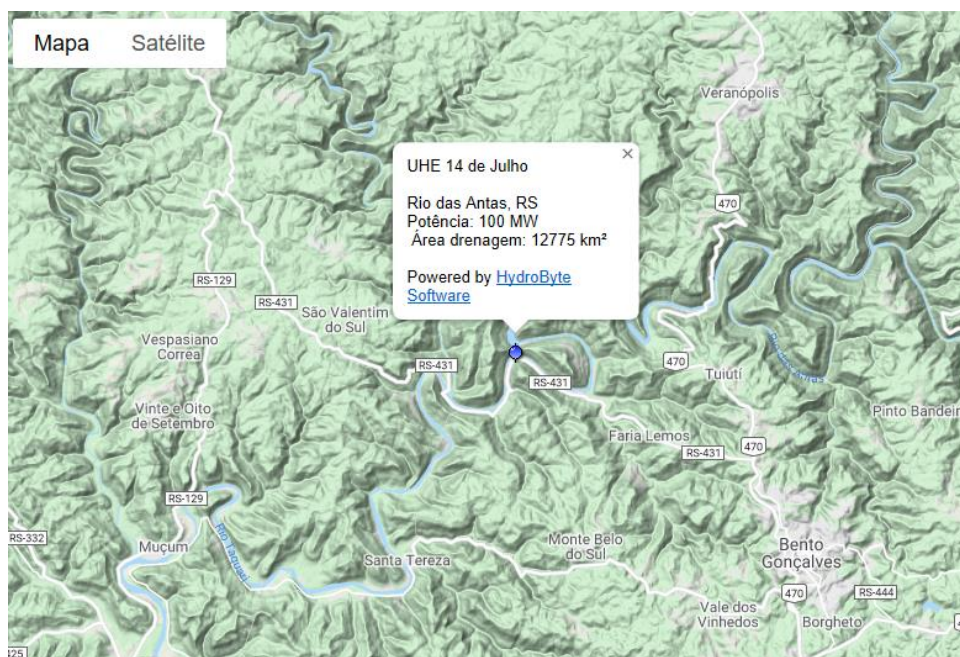 Mapa
Satélite
Veranópolis
UHE 14 de Julho
Rio das Antas, RS
Potência: 100 MW
Área drenagem: 12775 km²
Powered by HydroByte
Software
470
RS-129
RS-431
São Valentim
do Sul
Vespasiano
Correa
RS-431
470
Tuiutí
RS-431
Vinte e Oito
de Setembro
Pinto Bandeir
Faria Lemos
470
RS-431
RS-129
RS-332
Muçum
Rio Taquari
Santa Tereza
Monte Belo
do Sul
Bento
Gonçalves
470
RS-444
Vale dos
Vinhedos
Borgheto
425